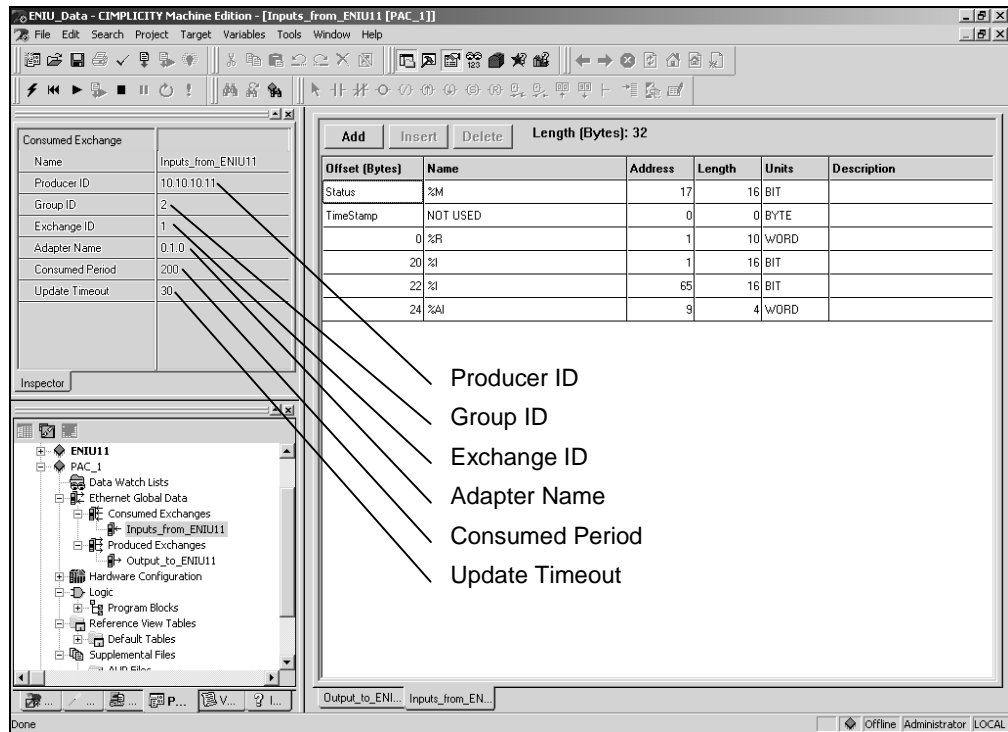 ENIU_Data - CIMPLICITY Machine Edition - [Inputs_from_ENIU11 [PAC_1]]
File Edit Search Project Target Variables Tools Window Help
Consumed Exchange
Name Inputs_from_ENIU11
Producer ID 10.10.10.11
Group ID 2
Exchange ID 1
Adapter Name 0.1.0
Consumed Period 200
Update Timeout 30
Inspector
Add Insert Delete Length (Bytes): 32
Offset (Bytes) Name Address Length Units Description
Status %M 17 16 BIT
TimeStamp NOT USED 0 0 BYTE
0 %R 1 10 WORD
20 %I 1 16 BIT
22 %I 65 16 BIT
24 %AI 9 4 WORD
Producer ID
Group ID
Exchange ID
Adapter Name
Consumed Period
Update Timeout
ENIU11
PAC_1
Data Watch Lists
Ethernet Global Data
Consumed Exchanges
Inputs_from_ENIU11
Produced Exchanges
Output_to_ENIU11
Hardware Configuration
Logic
Program Blocks
Reference View Tables
Default Tables
Supplemental Files
... ... ... P... V... I...
Output_to_ENI... Inputs_from_EN...
Done Offline Administrator LOCAL